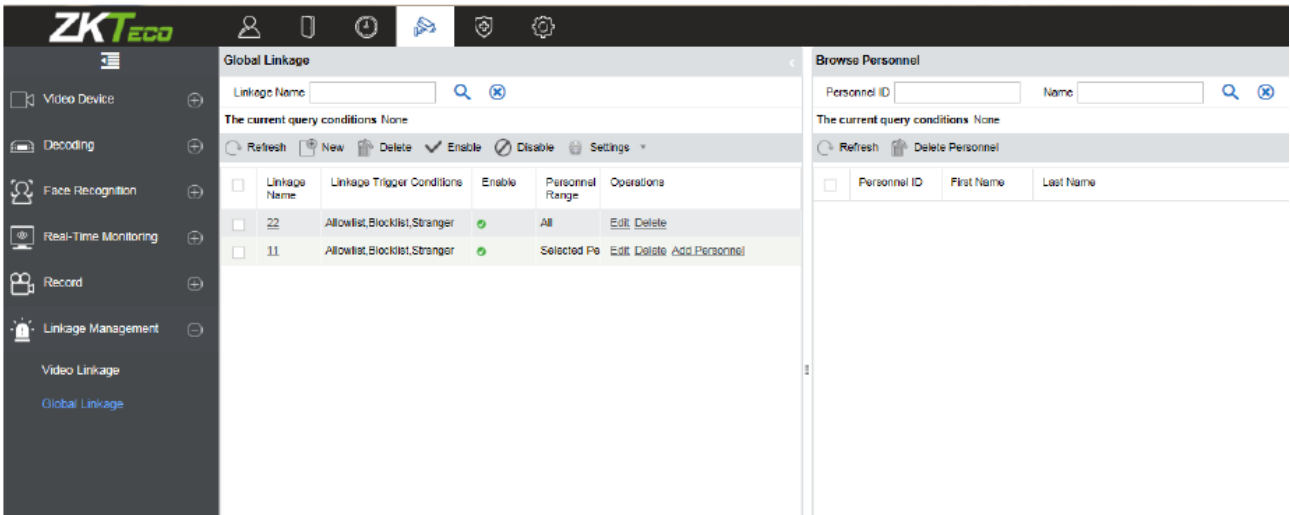 ZKTeco
Video Device
Decoding
Face Recognition
Real-Time Monitoring
Record
Linkage Management
Video Linkage
Global Linkage
Global Linkage
Linkage Name
The current query conditions None
Refresh New Delete Enable Disable Settings
Linkage Name Linkage Trigger Conditions Enable Personnel Range Operations
22 Allowlist,Blocklist,Stranger All Edit Delete
11 Allowlist,Blocklist,Stranger Selected Pe Edit Delete Add Personnel
Browse Personnel
Personnel ID Name
The current query conditions None
Refresh Delete Personnel
Personnel ID First Name Last Name